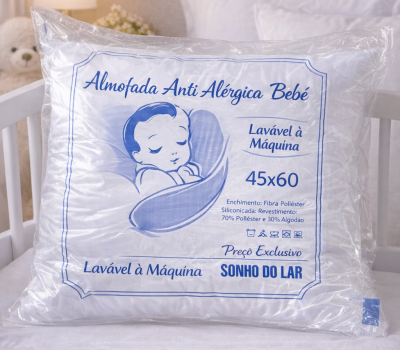 Almofada Anti Alérgica Bebé
Lavável à
Máquina
45x60
Enchimento: Fibra Poliéster
Siliconizada: Revestimento:
70% Poliéster e 30% Algodão
Preço Exclusivo
Lavável à Máquina
SONHO DO LAR